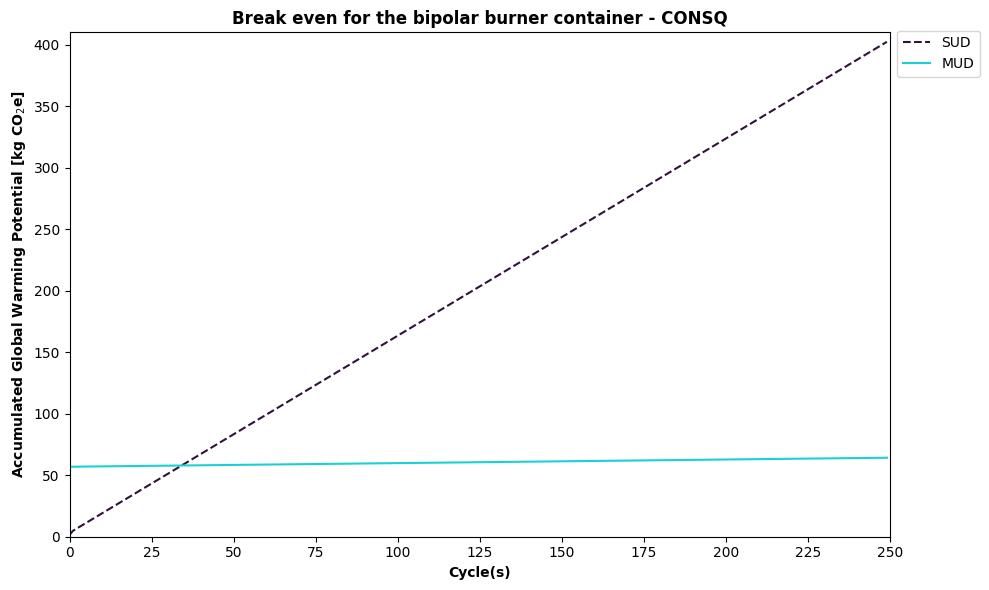 Break even for the bipolar burner container - CONSQ
SUD
MUD
Accumulated Global Warming Potential [kg CO₂e]
400
350
300
250
200
150
100
50
0
0 25 50 75 100 125 150 175 200 225 250
Cycle(s)